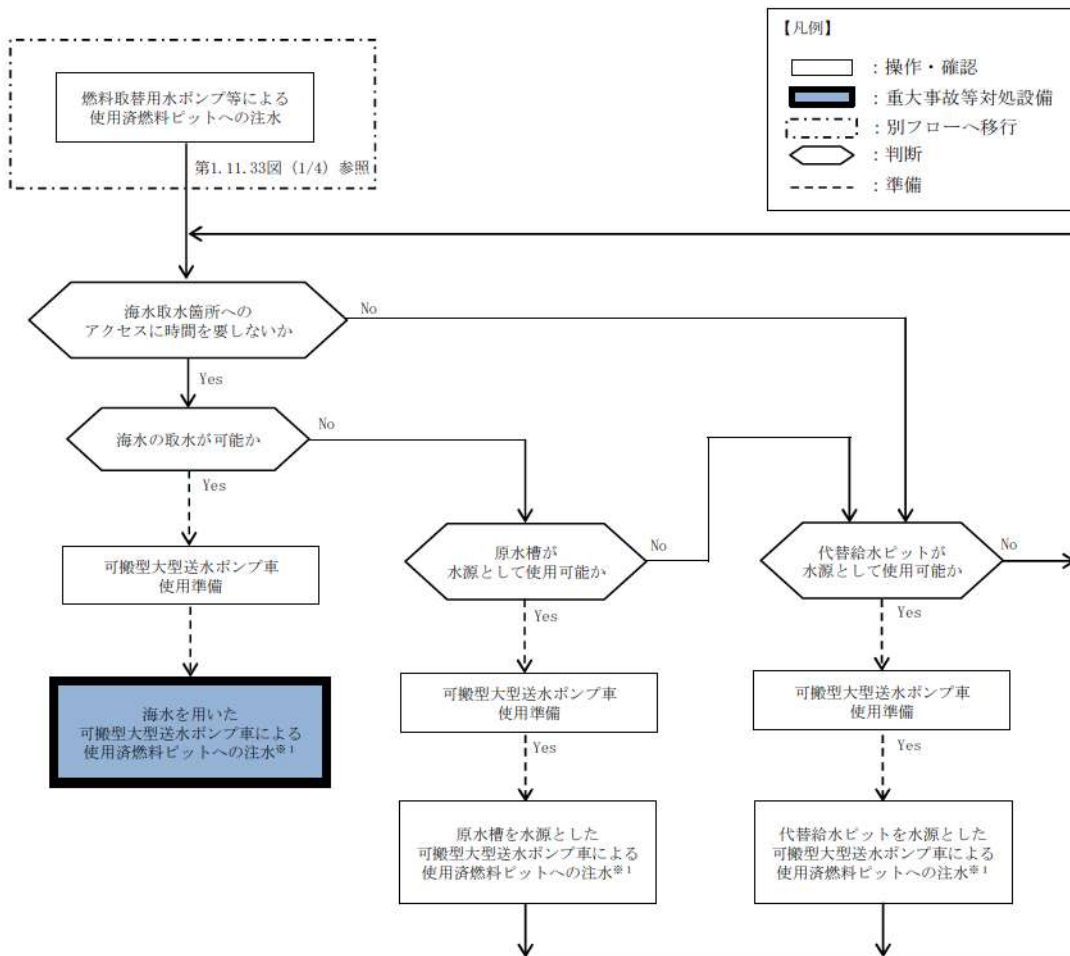 【凡例】
：操作・確認
：重大事故等対処設備
：別フローへ移行
：判断
：準備
燃料取替用水ポンプ等による
使用済燃料ピットへの注水
第1.11.33図 (1/4) 参照
海水取水箇所への
アクセスに時間を要しないか
No
Yes
海水の取水が可能か
No
Yes
原水槽が
水源として使用可能か
No
Yes
代替給水ピットが
水源として使用可能か
No
Yes
可搬型大型送水ポンプ車
使用準備
可搬型大型送水ポンプ車
使用準備
Yes
可搬型大型送水ポンプ車
使用準備
Yes
海水を用いた
可搬型大型送水ポンプ車による
使用済燃料ピットへの注水※1
原水槽を水源とした
可搬型大型送水ポンプ車による
使用済燃料ピットへの注水※1
代替給水ピットを水源とした
可搬型大型送水ポンプ車による
使用済燃料ピットへの注水※1